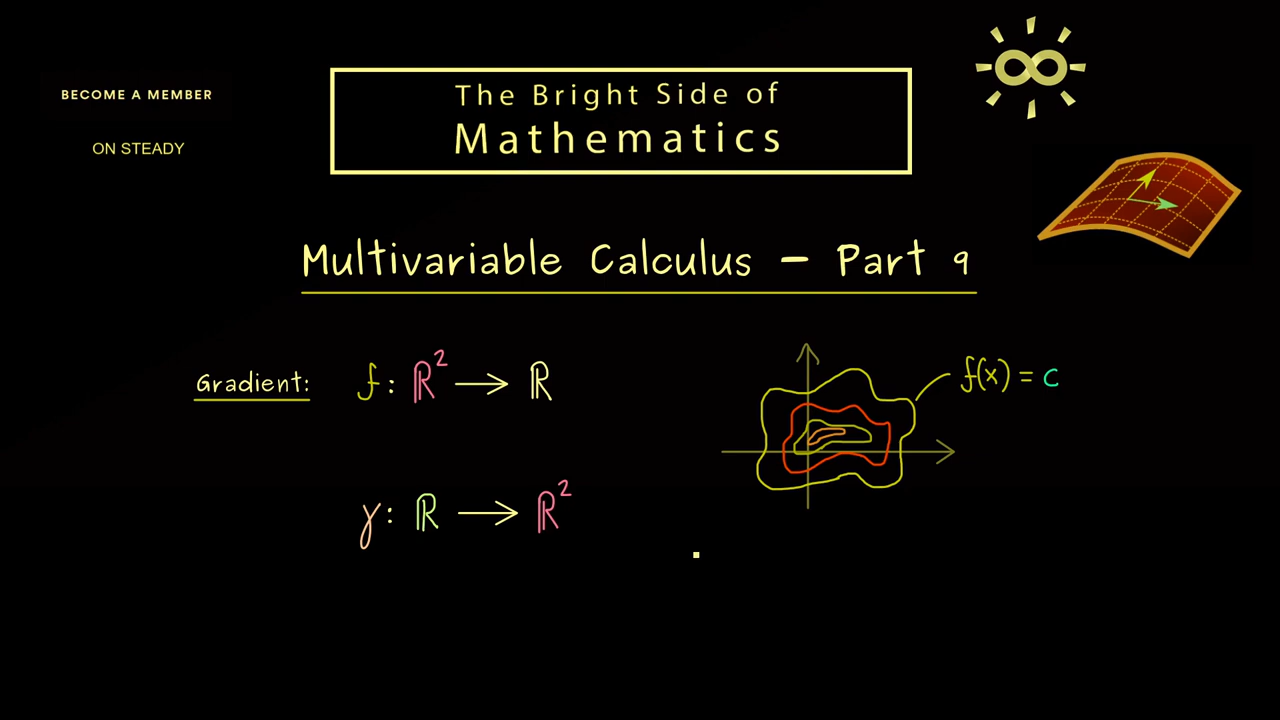 BECOME A MEMBER
ON STEADY
The Bright Side of
Mathematics
Multivariable Calculus – Part 9
Gradient: f: ℝ² ⟶ ℝ
f(x) = c
γ: ℝ ⟶ ℝ²